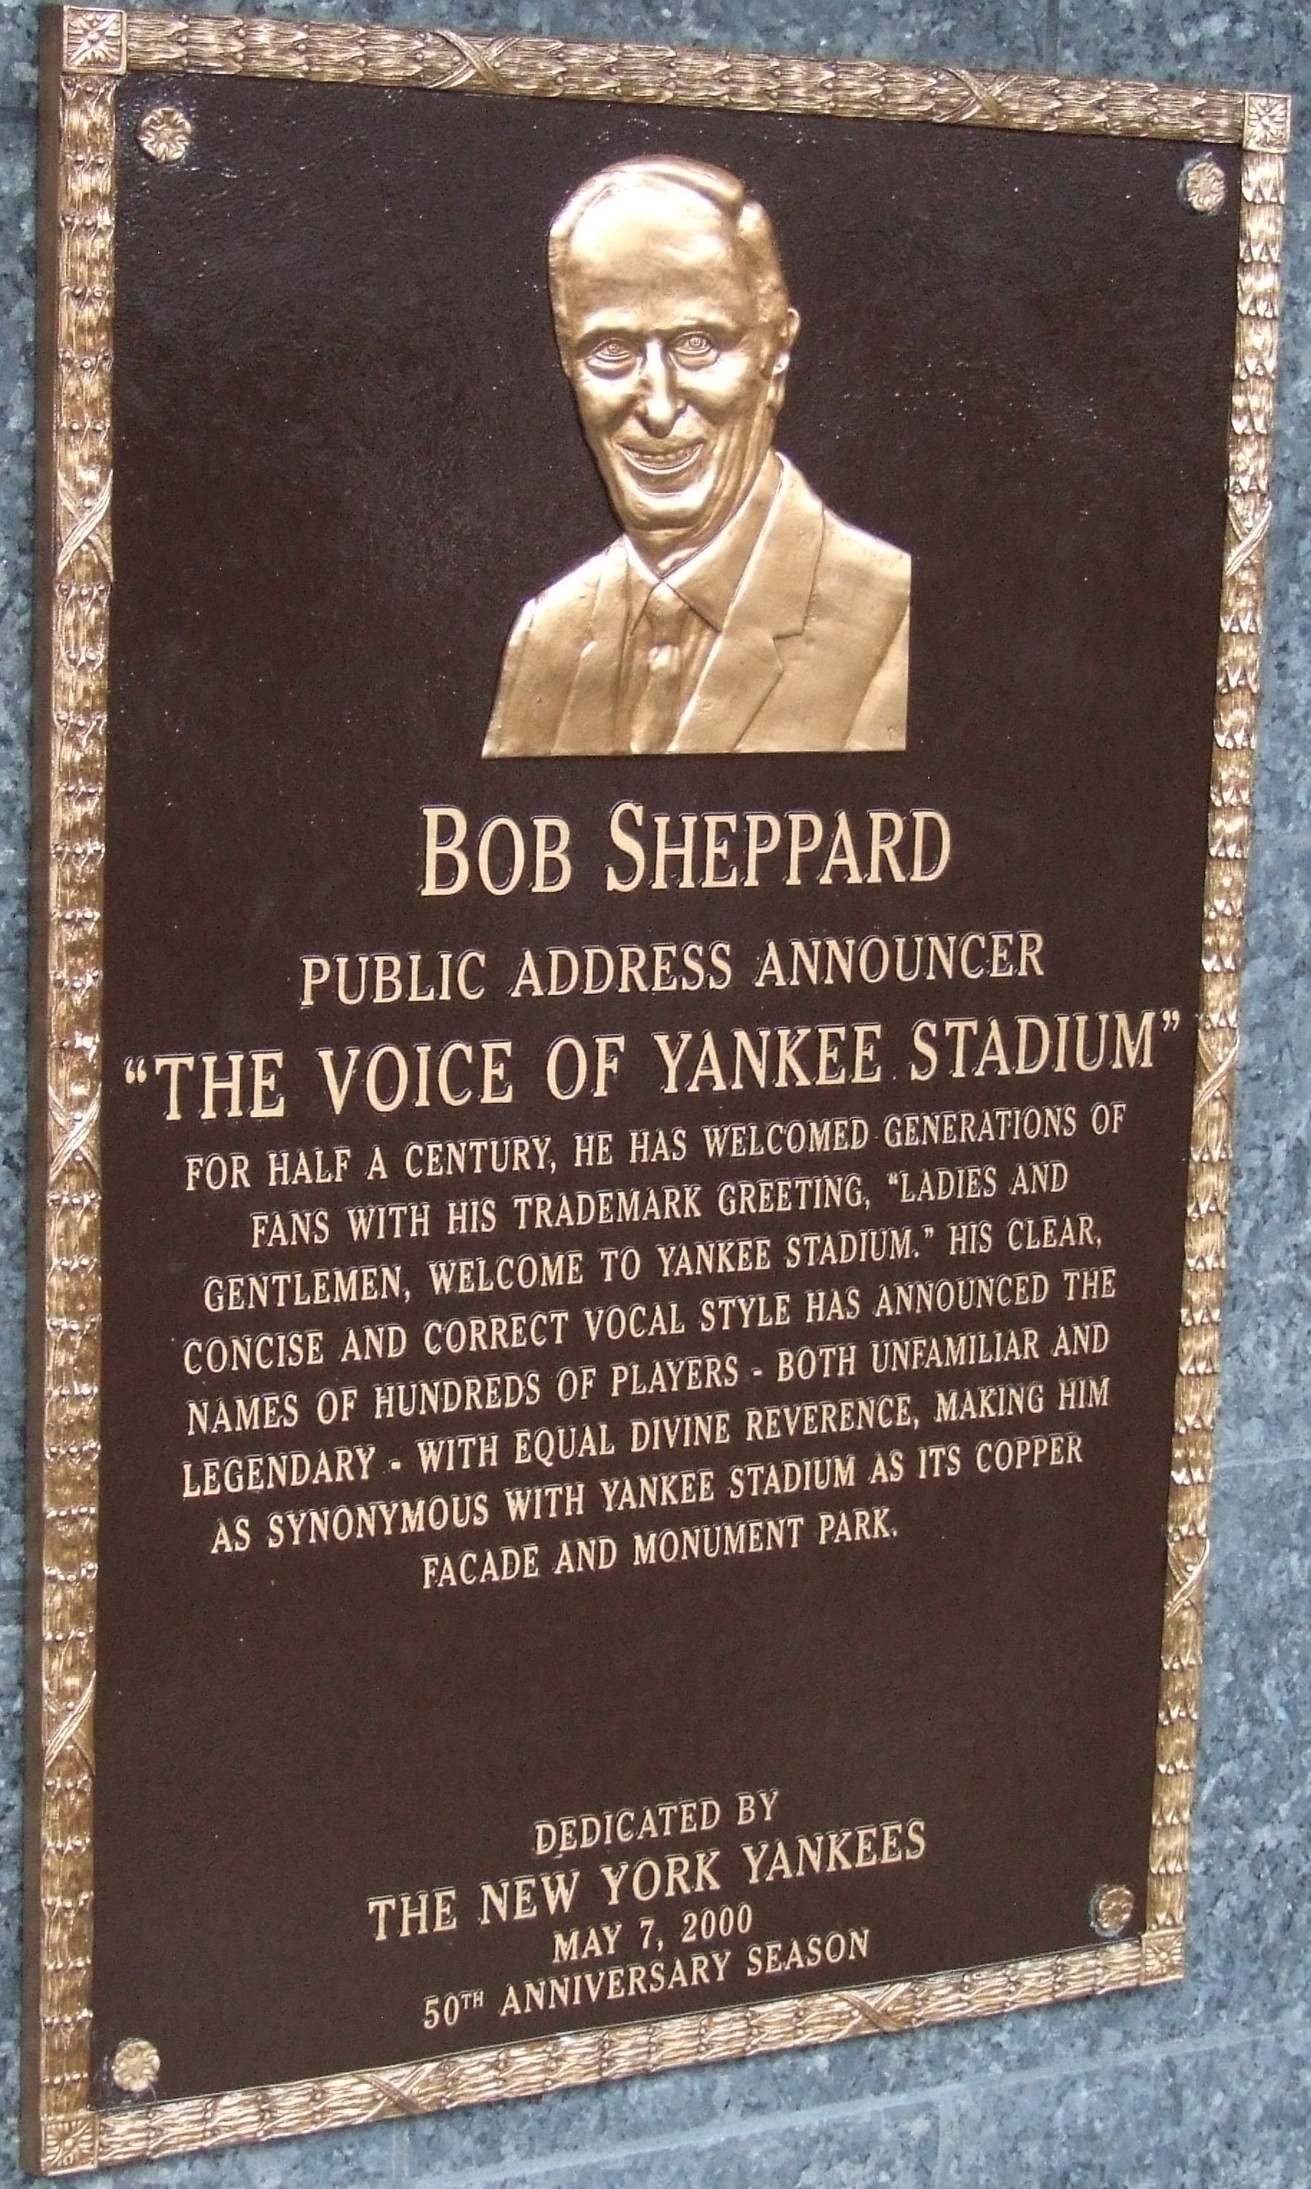 BOB SHEPPARD
PUBLIC ADDRESS ANNOUNCER
“THE VOICE OF YANKEE STADIUM”
FOR HALF A CENTURY, HE HAS WELCOMED GENERATIONS OF
FANS WITH HIS TRADEMARK GREETING, “LADIES AND
GENTLEMEN, WELCOME TO YANKEE STADIUM.” HIS CLEAR,
CONCISE AND CORRECT VOCAL STYLE HAS ANNOUNCED THE
NAMES OF HUNDREDS OF PLAYERS - BOTH UNFAMILIAR AND
LEGENDARY - WITH EQUAL DIVINE REVERENCE, MAKING HIM
AS SYNONYMOUS WITH YANKEE STADIUM AS ITS COPPER
FACADE AND MONUMENT PARK.
DEDICATED BY
THE NEW YORK YANKEES
MAY 7, 2000
50TH ANNIVERSARY SEASON